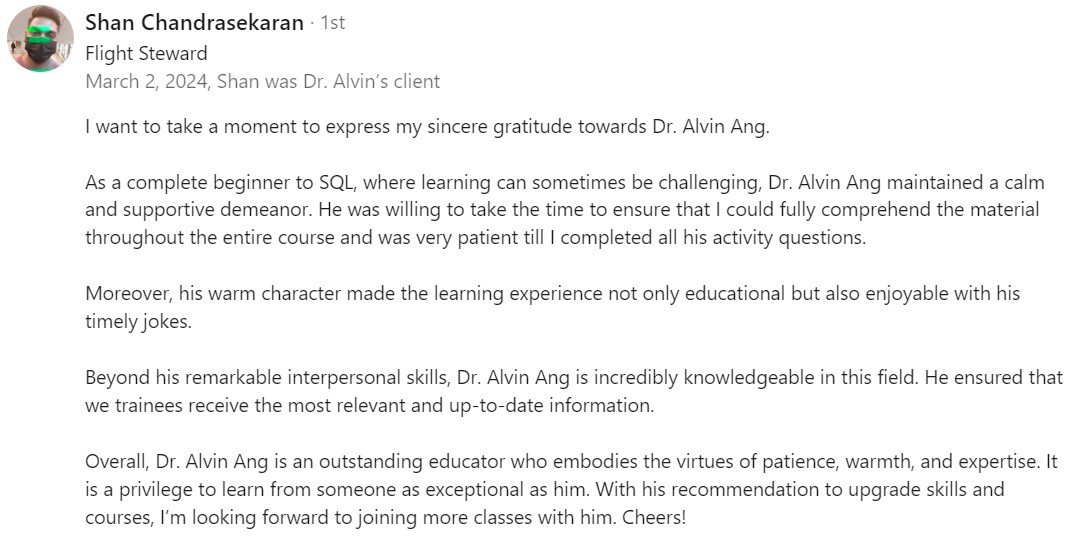 Shan Chandrasekaran · 1st
Flight Steward
March 2, 2024, Shan was Dr. Alvin’s client
I want to take a moment to express my sincere gratitude towards Dr. Alvin Ang.
As a complete beginner to SQL, where learning can sometimes be challenging, Dr. Alvin Ang maintained a calm
and supportive demeanor. He was willing to take the time to ensure that I could fully comprehend the material
throughout the entire course and was very patient till I completed all his activity questions.
Moreover, his warm character made the learning experience not only educational but also enjoyable with his
timely jokes.
Beyond his remarkable interpersonal skills, Dr. Alvin Ang is incredibly knowledgeable in this field. He ensured that
we trainees receive the most relevant and up-to-date information.
Overall, Dr. Alvin Ang is an outstanding educator who embodies the virtues of patience, warmth, and expertise. It
is a privilege to learn from someone as exceptional as him. With his recommendation to upgrade skills and
courses, I’m looking forward to joining more classes with him. Cheers!